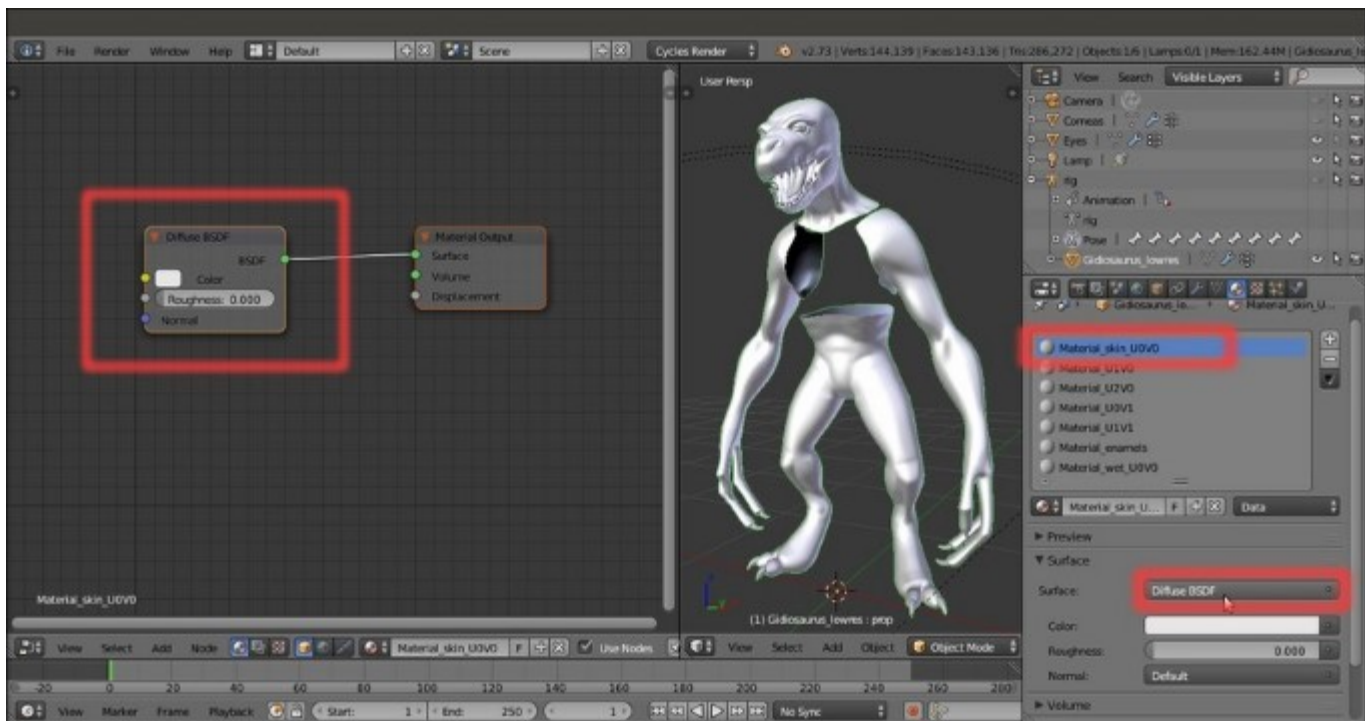 File Render Window Help Default Scene Cycles Render v2.73 | Verts:144,139 | Faces:143,136 | Tris:286,272 | Objects:1/6 | Lamps:0/1 | Mem:162.44M |
User Persp
View Search Visible Layers
Camera
Corneas
Eyes
Lamp
rig
Animation
rig
Pose
Gidiosaurus_lowres
Diffuse BSDF
BSDF
Color
Roughness: 0.000
Normal
Material Output
Surface
Volume
Displacement
Gidiosaurus_lo... Material_skin_U...
Material_skin_U0V0
Material_U1V0
Material_U2V0
Material_U0V1
Material_U1V1
Material_enamels
Material_wet_U0V0
Material_skin_U... F Data
Preview
Surface
Surface: Diffuse BSDF
Color:
Roughness: 0.000
Normal: Default
Volume
Material_skin_U0V0
(1) Gidiosaurus_lowres : prop
View Select Add Node Material_skin_U0V0 F Use Nodes View Select Add Object Object Mode
-20 0 20 40 60 80 100 120 140 160 180 200 220 240 260 280
View Marker Frame Playback Start: 1 End: 250 1 No Sync